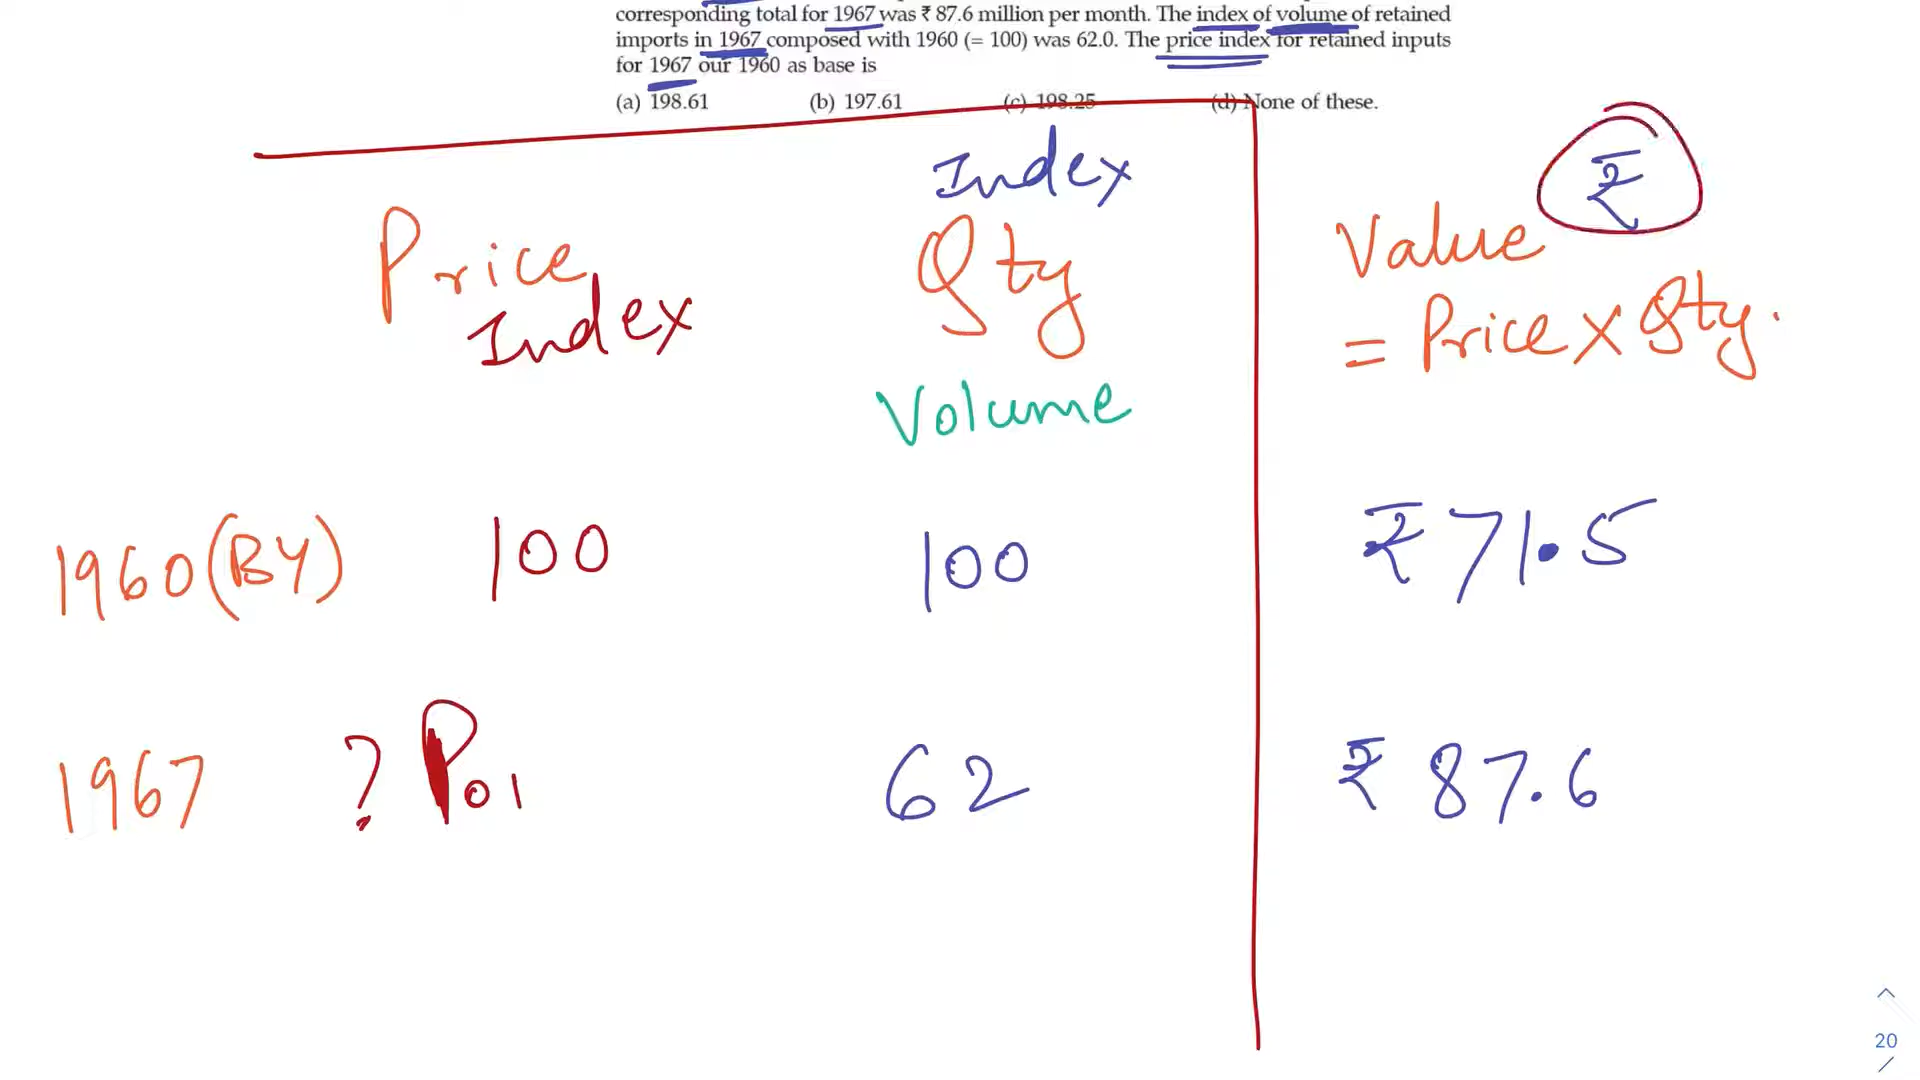 corresponding total for 1967 was ₹ 87.6 million per month. The index of volume of retained
imports in 1967 composed with 1960 (= 100) was 62.0. The price index for retained inputs
for 1967 our 1960 as base is
(a) 198.61 (b) 197.61 (c) 198.25 (d) None of these.
Index
₹
Price Qty Value
Index = Price X Qty.
Volume
1960 (BY) 100 100 ₹ 71.5
1967 ? P01 62 ₹ 87.6
20